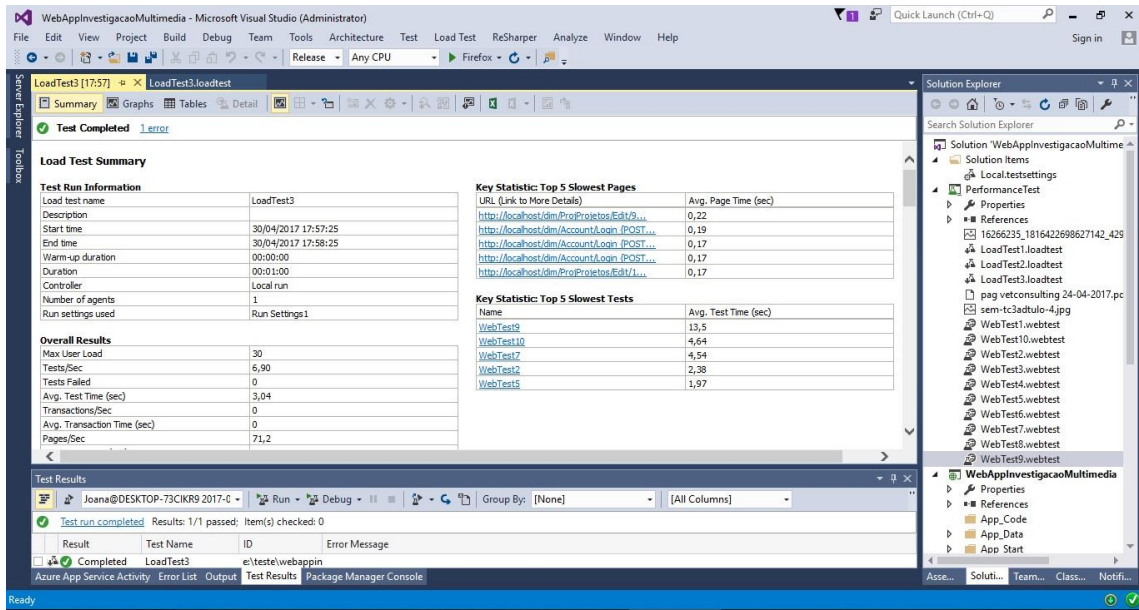 WebAppInvestigacaoMultimedia - Microsoft Visual Studio (Administrator)
1
Quick Launch (Ctrl+Q)
File Edit View Project Build Debug Team Tools Architecture Test Load Test ReSharper Analyze Window Help
Sign in
Release Any CPU Firefox
Server Explorer
Toolbox
LoadTest3 [17:57] LoadTest3.loadtest
Summary Graphs Tables Detail
Test Completed 1 error
Load Test Summary
Test Run Information
Load test name LoadTest3
Description
Start time 30/04/2017 17:57:25
End time 30/04/2017 17:58:25
Warm-up duration 00:00:00
Duration 00:01:00
Controller Local run
Number of agents 1
Run settings used Run Settings1
Overall Results
Max User Load 30
Tests/Sec 6,90
Tests Failed 0
Avg. Test Time (sec) 3,04
Transactions/Sec 0
Avg. Transaction Time (sec) 0
Pages/Sec 71,2
Key Statistic: Top 5 Slowest Pages
URL (Link to More Details) Avg. Page Time (sec)
http://localhost/dim/ProjProjetos/Edit/9... 0,22
http://localhost/dim/Account/Login {POST... 0,19
http://localhost/dim/Account/Login {POST... 0,17
http://localhost/dim/Account/Login {POST... 0,17
http://localhost/dim/ProjProjetos/Edit/1... 0,17
Key Statistic: Top 5 Slowest Tests
Name Avg. Test Time (sec)
WebTest9 13,5
WebTest10 4,64
WebTest7 4,54
WebTest2 2,38
WebTest5 1,97
Test Results
Joana@DESKTOP-73CIKR9 2017-0 Run Debug Group By: [None] [All Columns]
Test run completed Results: 1/1 passed; Item(s) checked: 0
Result Test Name ID Error Message
Completed LoadTest3 e:\teste\webappin
Azure App Service Activity Error List Output Test Results Package Manager Console
Solution Explorer
Search Solution Explorer
Solution 'WebAppInvestigacaoMultime
Solution Items
Local.testsettings
PerformanceTest
Properties
References
16266235_1816422698627142_429
LoadTest1.loadtest
LoadTest2.loadtest
LoadTest3.loadtest
pag vetconsulting 24-04-2017.pc
sem-tc3adtulo-4.jpg
WebTest1.webtest
WebTest10.webtest
WebTest2.webtest
WebTest3.webtest
WebTest4.webtest
WebTest5.webtest
WebTest6.webtest
WebTest7.webtest
WebTest8.webtest
WebTest9.webtest
WebAppInvestigacaoMultimedia
Properties
References
App_Code
App_Data
App_Start
Asse... Soluti... Team... Class... Notifi...
Ready